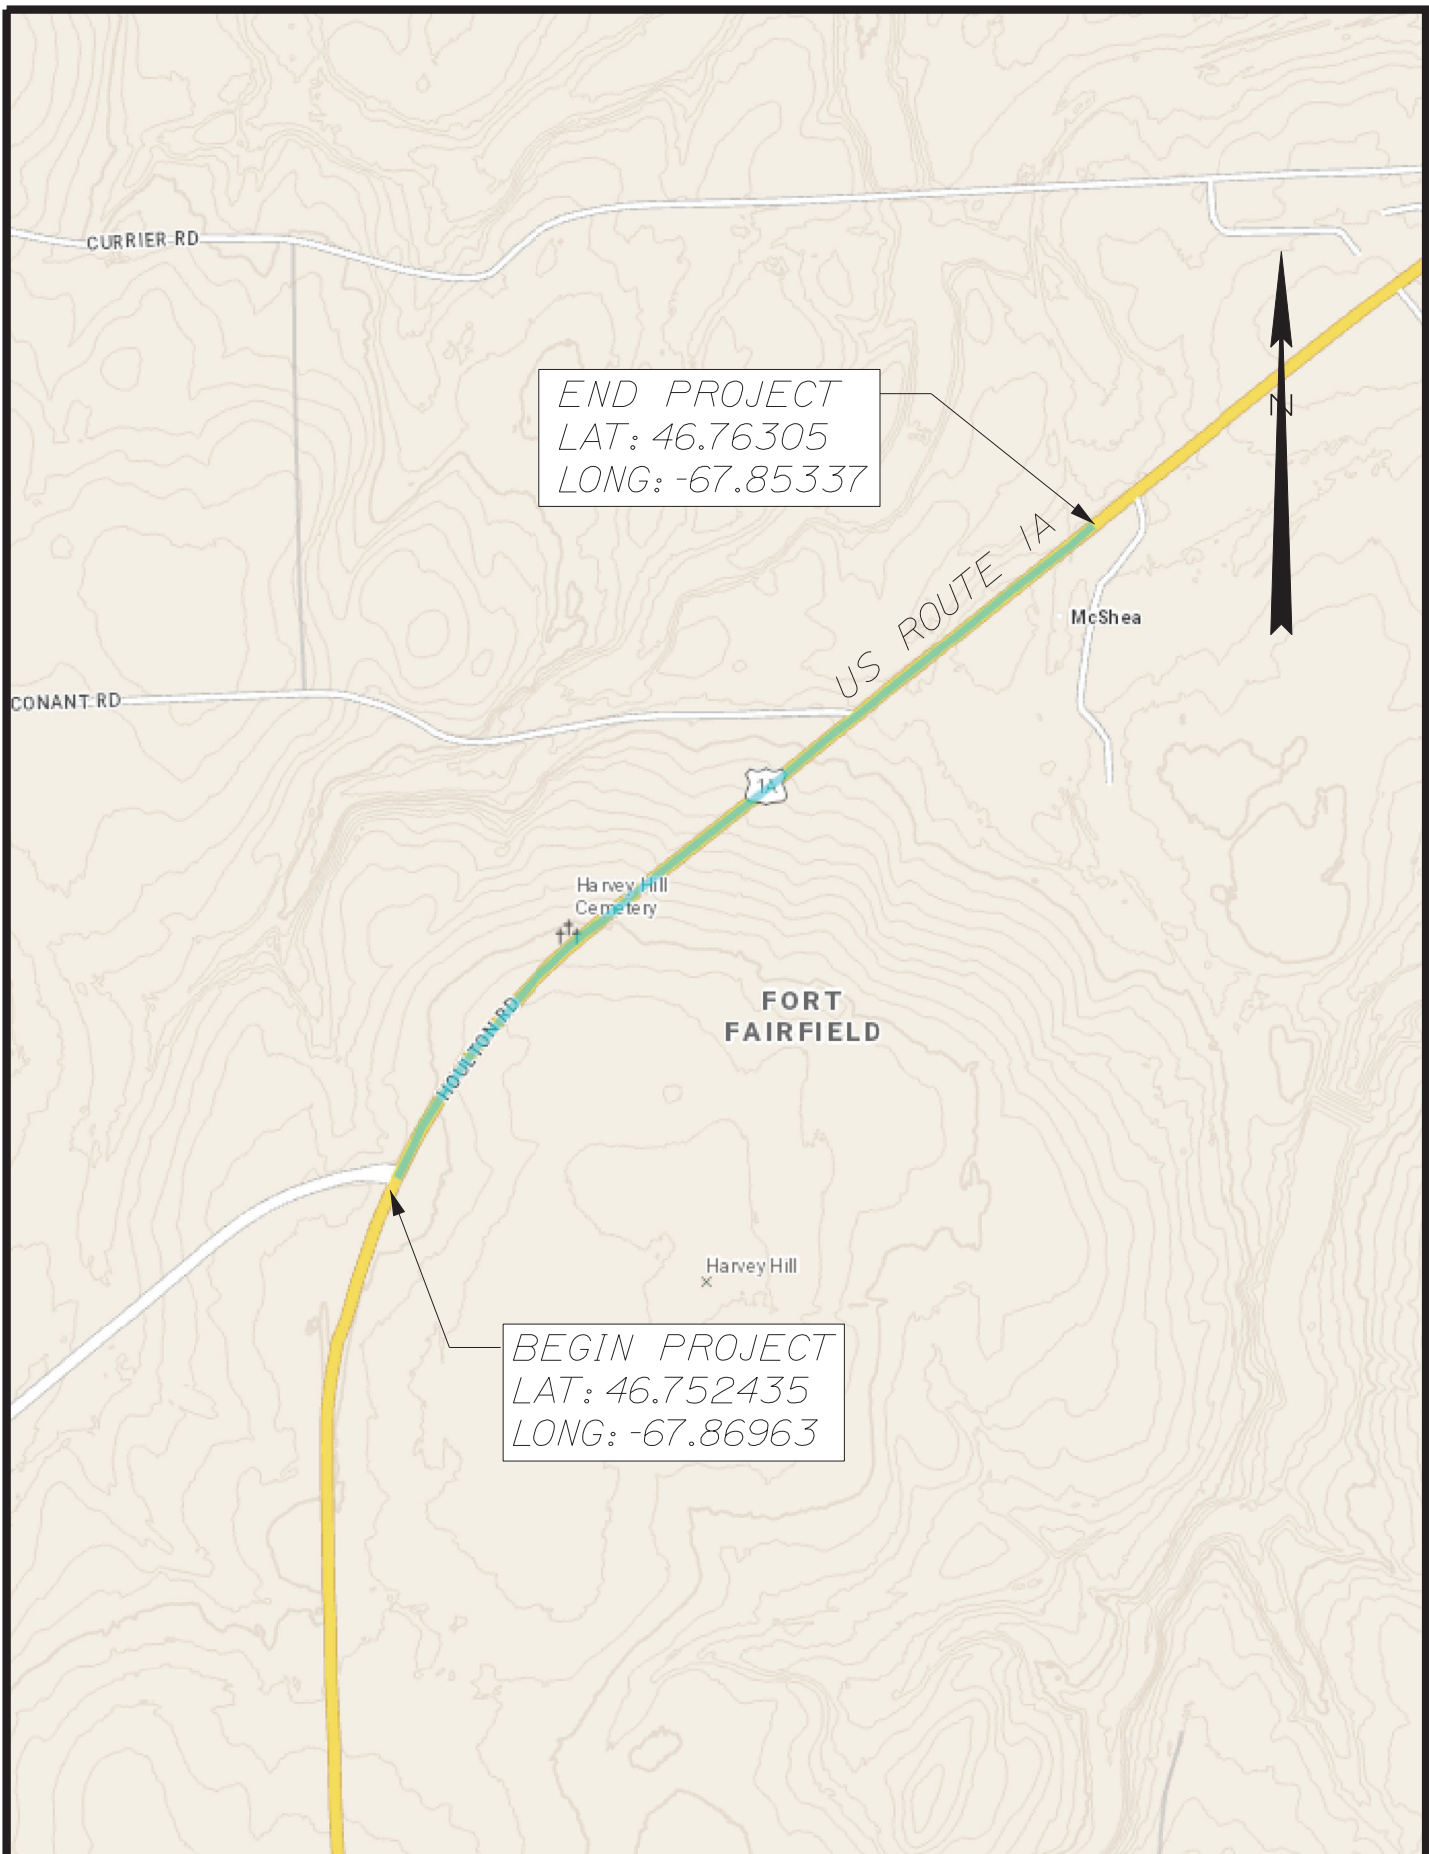 CURRIER RD
END PROJECT
LAT: 46.76305
LONG: -67.85337
N
US ROUTE 1A
McShea
CONANT RD
1A
Harvey Hill
Cemetery
HOULTON RD
FORT
FAIRFIELD
Harvey Hill
BEGIN PROJECT
LAT: 46.752435
LONG: -67.86963